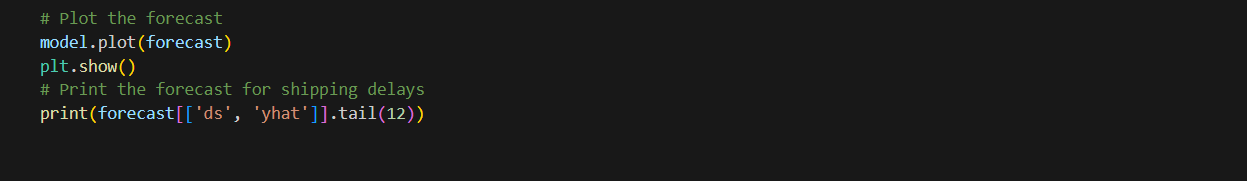 # Plot the forecast
model.plot(forecast)
plt.show()
# Print the forecast for shipping delays
print(forecast[['ds', 'yhat']].tail(12))